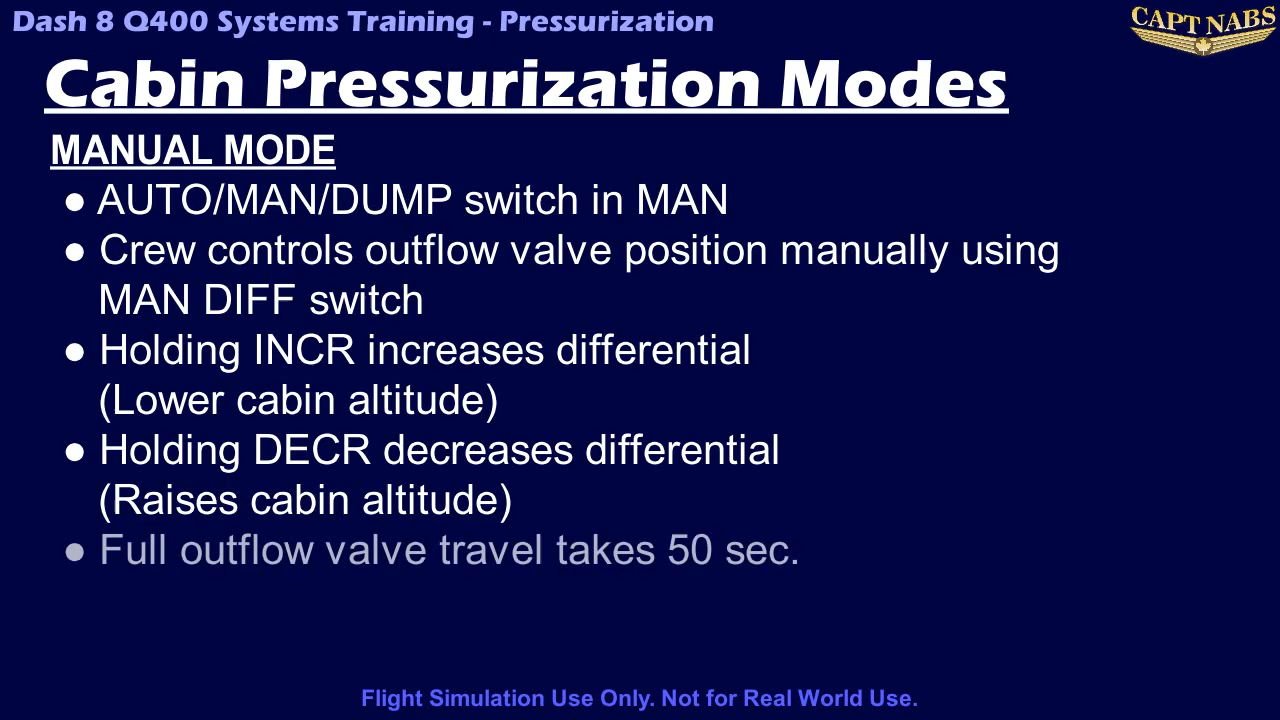 Dash 8 Q400 Systems Training - Pressurization
CAPT NABS
Cabin Pressurization Modes
MANUAL MODE
● AUTO/MAN/DUMP switch in MAN
● Crew controls outflow valve position manually using
MAN DIFF switch
● Holding INCR increases differential
(Lower cabin altitude)
● Holding DECR decreases differential
(Raises cabin altitude)
● Full outflow valve travel takes 50 sec.
Flight Simulation Use Only. Not for Real World Use.